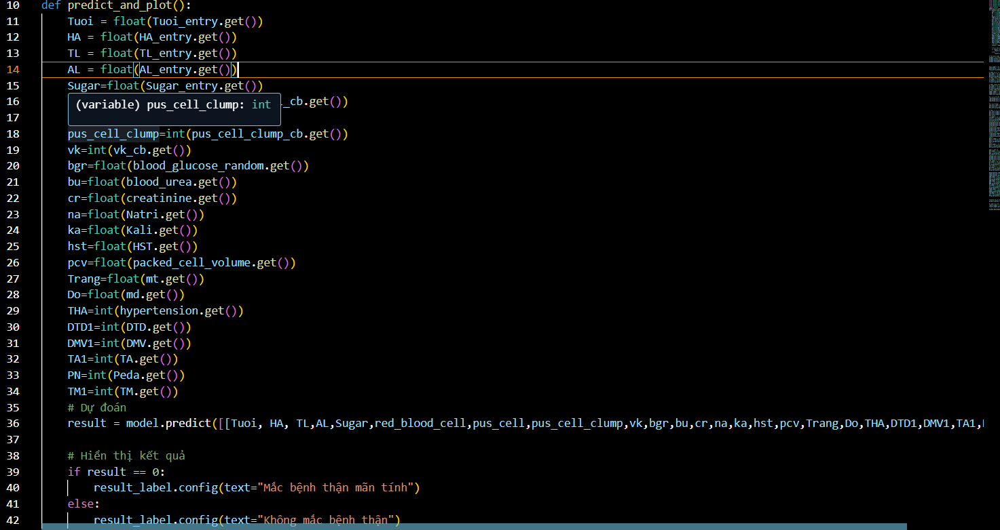 10 def predict_and_plot():
11 Tuoi = float(Tuoi_entry.get())
12 HA = float(HA_entry.get())
13 TL = float(TL_entry.get())
14 AL = float(AL_entry.get())
15 Sugar=float(Sugar_entry.get())
16 _cb.get())
(variable) pus_cell_clump: int
17
18 pus_cell_clump=int(pus_cell_clump_cb.get())
19 vk=int(vk_cb.get())
20 bgr=float(blood_glucose_random.get())
21 bu=float(blood_urea.get())
22 cr=float(creatinine.get())
23 na=float(Natri.get())
24 ka=float(Kali.get())
25 hst=float(HST.get())
26 pcv=float(packed_cell_volume.get())
27 Trang=float(mt.get())
28 Do=float(md.get())
29 THA=int(hypertension.get())
30 DTD1=int(DTD.get())
31 DMV1=int(DMV.get())
32 TA1=int(TA.get())
33 PN=int(Peda.get())
34 TM1=int(TM.get())
35 # Dự đoán
36 result = model.predict([[Tuoi, HA, TL,AL,Sugar,red_blood_cell,pus_cell,pus_cell_clump,vk,bgr,bu,cr,na,ka,hst,pcv,Trang,Do,THA,DTD1,DMV1,TA1,
37
38 # Hiển thị kết quả
39 if result == 0:
40 result_label.config(text="Mắc bệnh thận mãn tính")
41 else:
42 result_label.config(text="Không mắc bệnh thận")